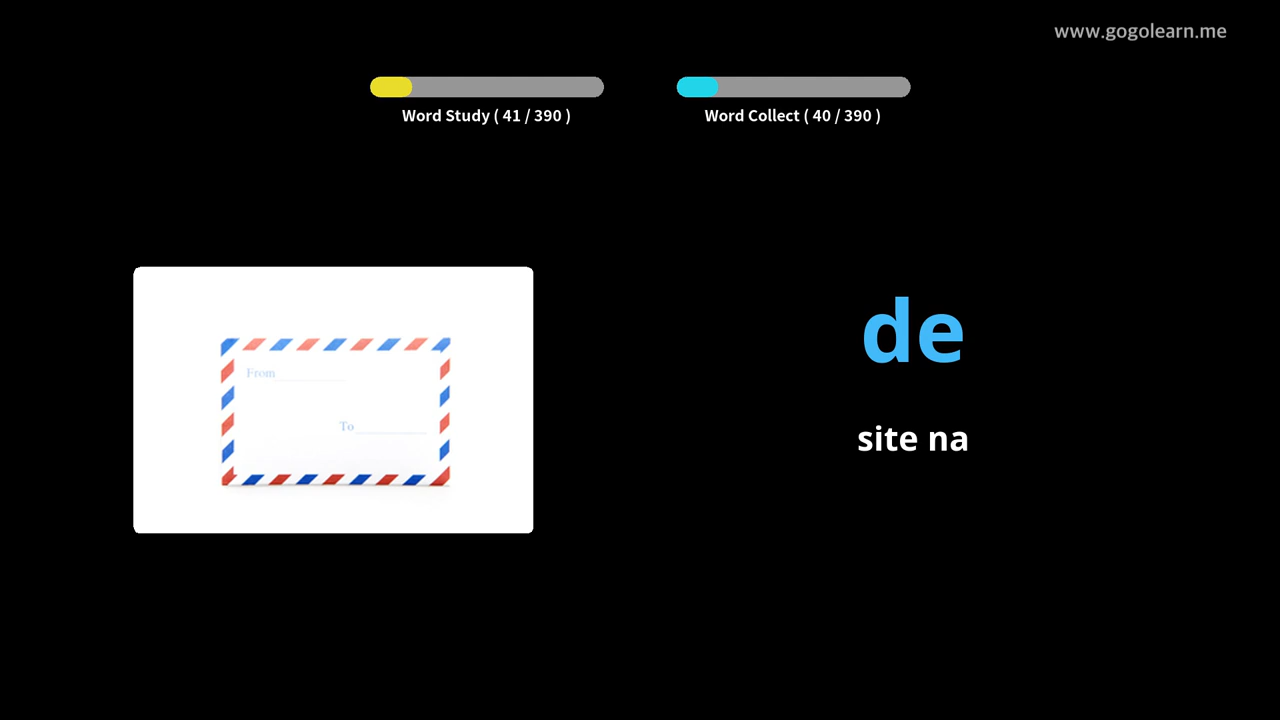 www.gogolearn.me
Word Study ( 41 / 390 )
Word Collect ( 40 / 390 )
From
To
de
site na